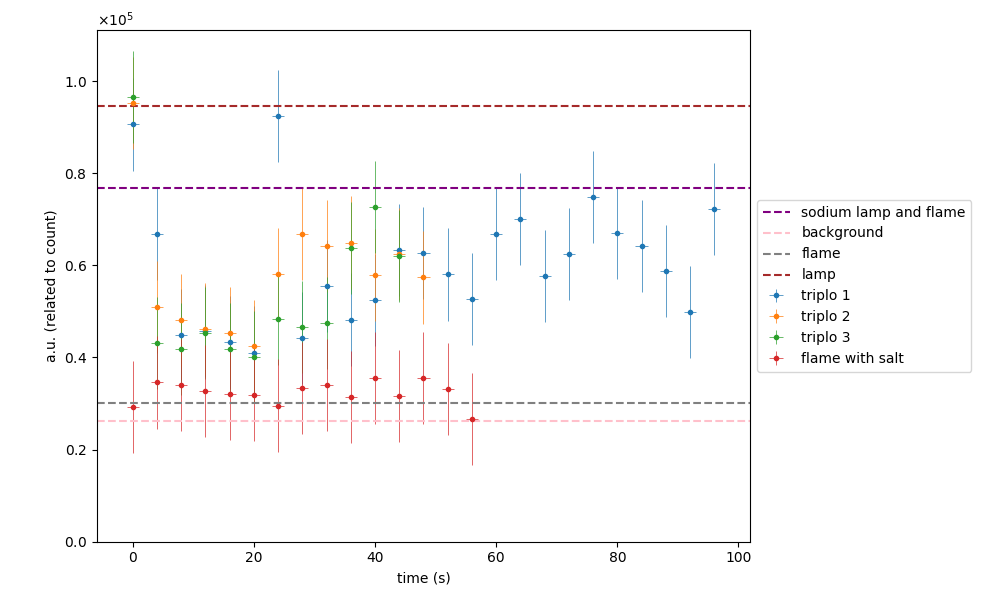 ×10⁵
1.0
0.8
0.6
0.4
0.2
0.0
a.u. (related to count)
0 20 40 60 80 100
time (s)
sodium lamp and flame
background
flame
lamp
triplo 1
triplo 2
triplo 3
flame with salt